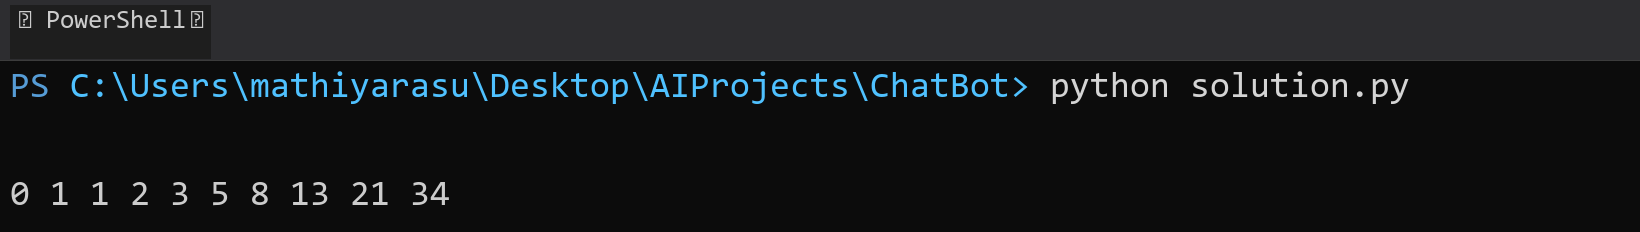 PowerShell
PS C:\Users\mathiyarasu\Desktop\AIProjects\ChatBot> python solution.py
0 1 1 2 3 5 8 13 21 34